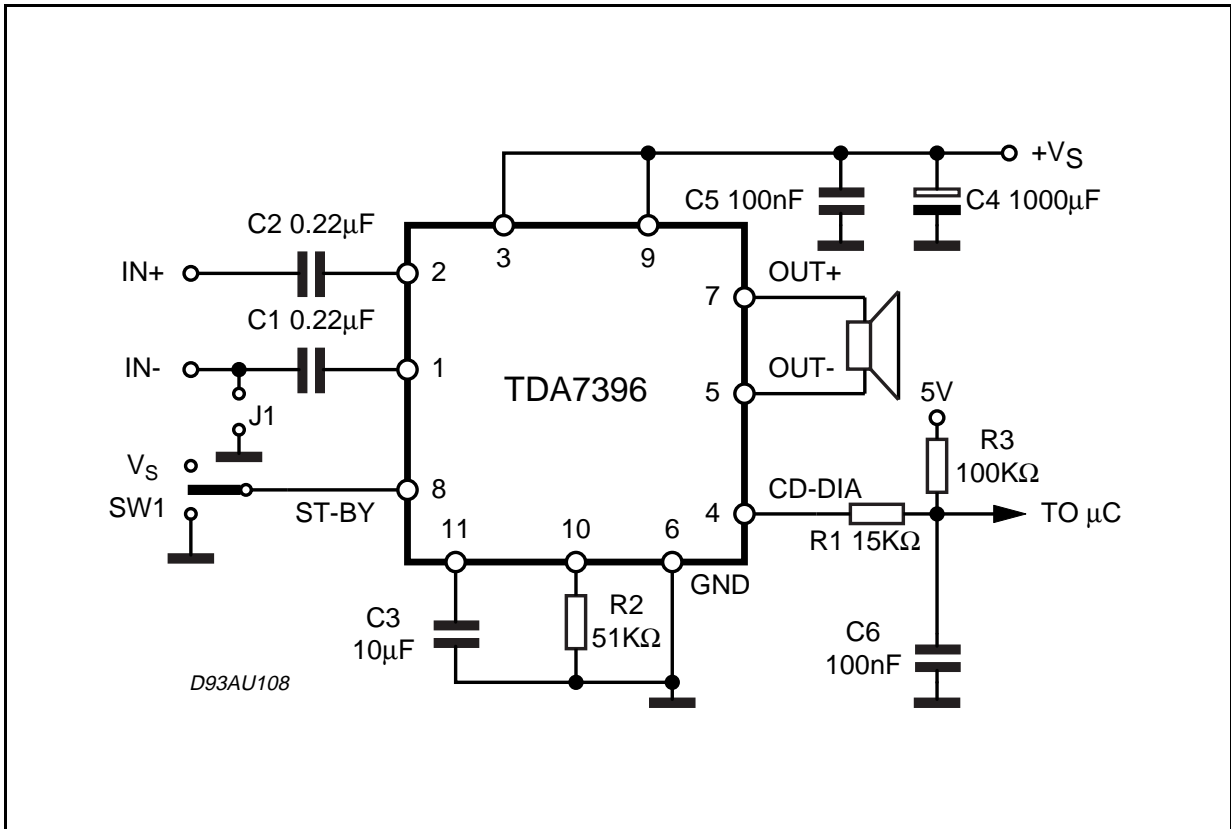 +VS
C5 100nF
C4 1000μF
C2 0.22μF
IN+
2
3
9
OUT+
7
C1 0.22μF
IN-
1
TDA7396
OUT-
5
J1
5V
R3
100KΩ
VS
SW1
ST-BY
8
CD-DIA
4
R1 15KΩ
TO μC
11
10
6
GND
C3
10μF
R2
51KΩ
C6
100nF
D93AU108